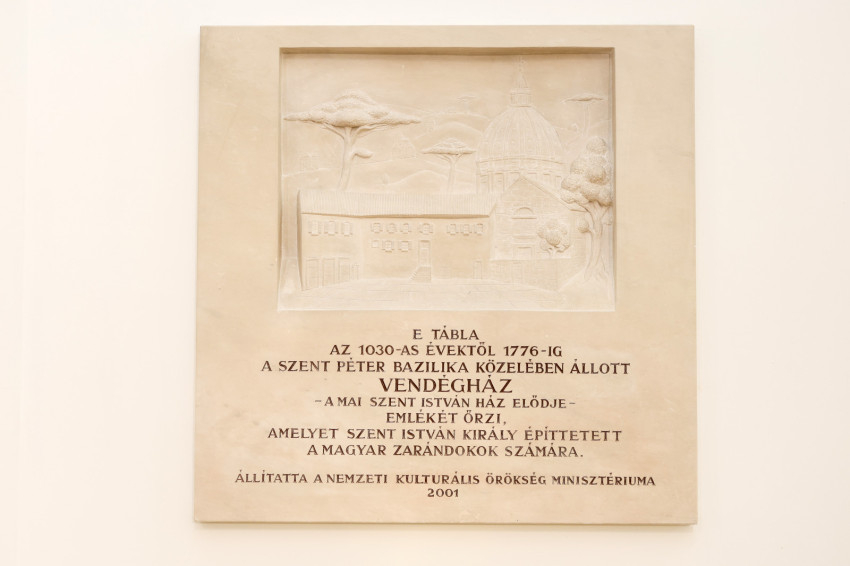 E TÁBLA
AZ 1030-AS ÉVEKTŐL 1776-IG
A SZENT PÉTER BAZILIKA KÖZELÉBEN ÁLLOTT
VENDÉGHÁZ
- A MAI SZENT ISTVÁN HÁZ ELŐDJE -
EMLÉKÉT ŐRZI,
AMELYET SZENT ISTVÁN KIRÁLY ÉPÍTTETETT
A MAGYAR ZARÁNDOKOK SZÁMÁRA.
ÁLLÍTATTA A NEMZETI KULTURÁLIS ÖRÖKSÉG MINISZTÉRIUMA
2001